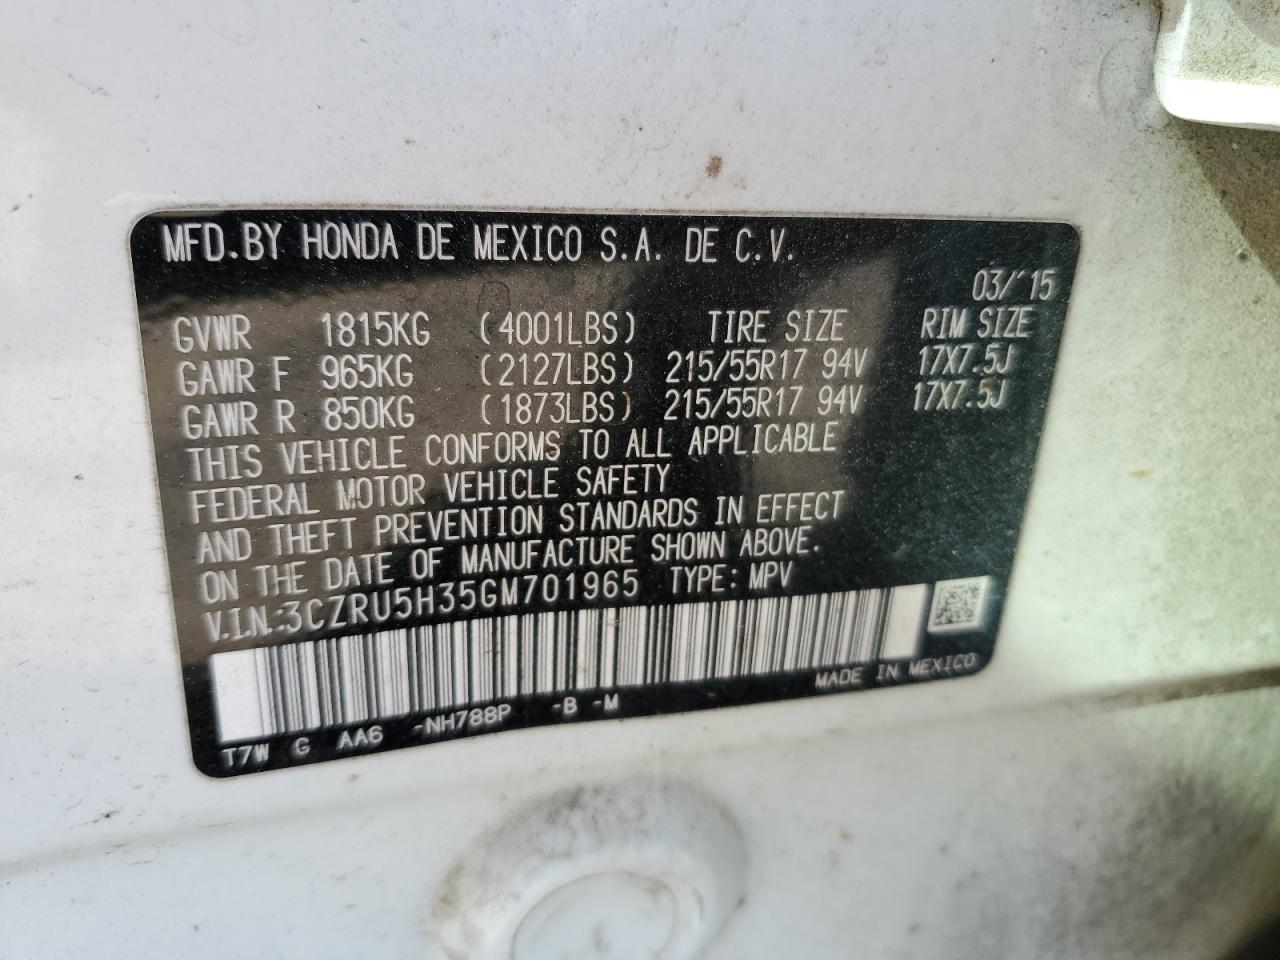 MFD.BY HONDA DE MEXICO S.A. DE C.V.
03/'15
GVWR 1815KG (4001LBS) TIRE SIZE RIM SIZE
GAWR F 965KG (2127LBS) 215/55R17 94V 17X7.5J
GAWR R 850KG (1873LBS) 215/55R17 94V 17X7.5J
THIS VEHICLE CONFORMS TO ALL APPLICABLE
FEDERAL MOTOR VEHICLE SAFETY
AND THEFT PREVENTION STANDARDS IN EFFECT
ON THE DATE OF MANUFACTURE SHOWN ABOVE.
V.I.N.:3CZRU5H35GM701965 TYPE: MPV
MADE IN MEXICO
T7W G AA6 -NH788P -B -M